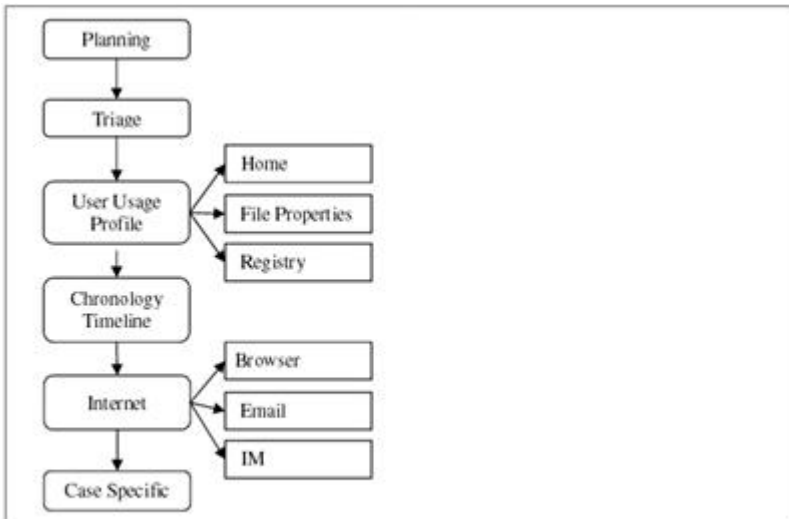 Planning
Triage
User Usage
Profile
Home
File Properties
Registry
Chronology
Timeline
Internet
Browser
Email
IM
Case Specific